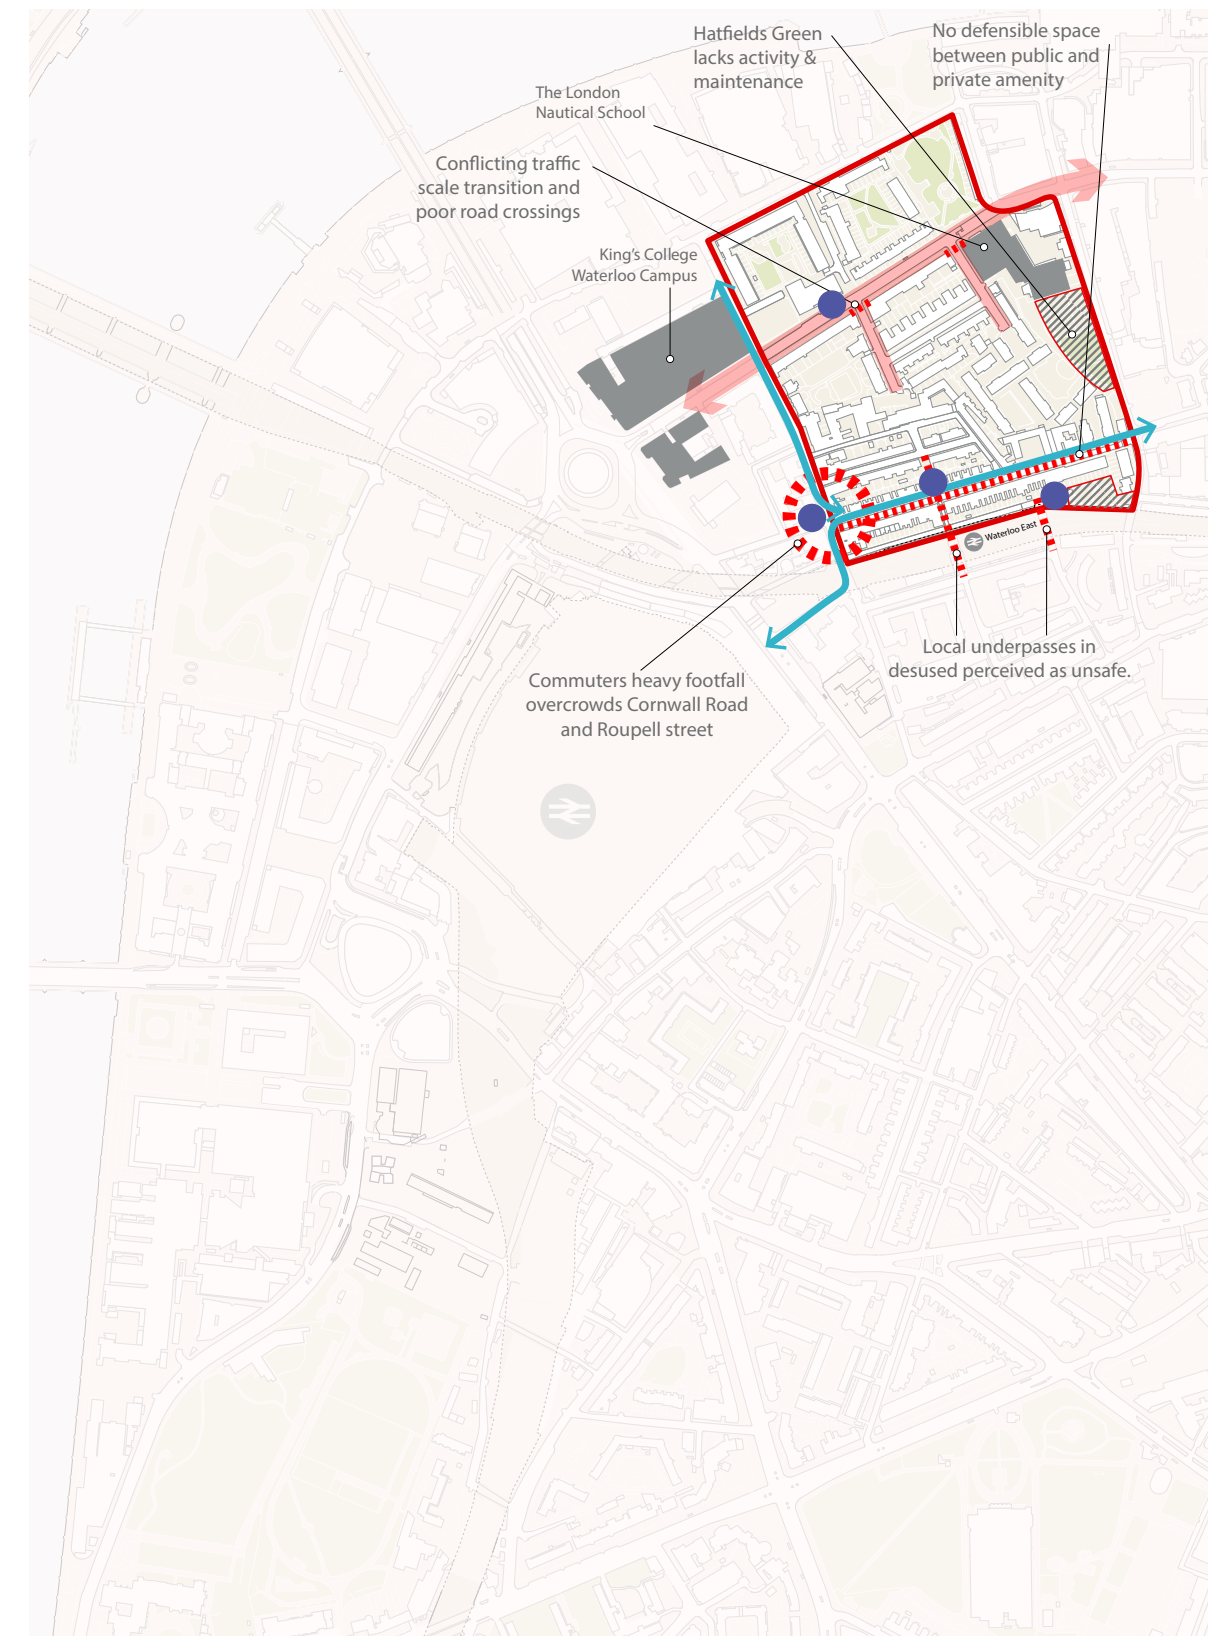 Hatfields Green
lacks activity &
maintenance
No defensible space
between public and
private amenity
The London
Nautical School
Conflicting traffic
scale transition and
poor road crossings
King's College
Waterloo Campus
Waterloo East
Local underpasses in
desused perceived as unsafe.
Commuters heavy footfall
overcrowds Cornwall Road
and Roupell street